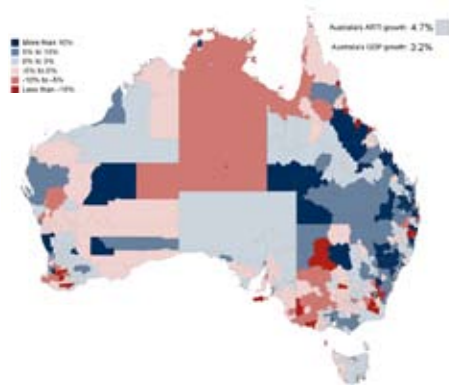 Australia's ARTI growth 4.7%
Australia's GDP growth 3.2%
More than 10%
5% to 10%
0% to 5%
-5% to 0%
-10% to -5%
Less than -10%